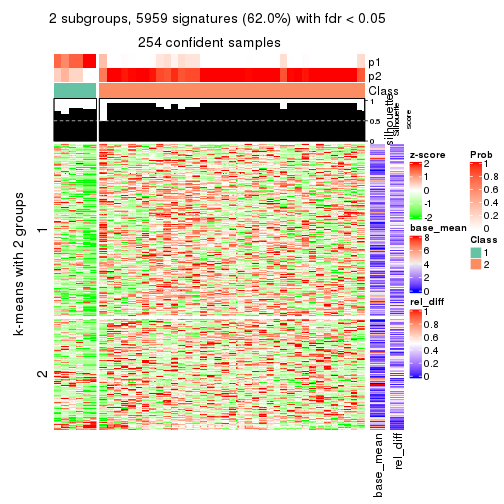 2 subgroups, 5959 signatures (62.0%) with fdr < 0.05
254 confident samples
p1
p2
Class
1
0.5
0
silhouette
Silhouette
score
k-means with 2 groups
1
2
base_mean
rel_diff
z-score
2
1
0
-1
-2
base_mean
8
6
4
2
0
rel_diff
1
0.8
0.6
0.4
0.2
0
Prob
1
0.8
0.6
0.4
0.2
0
Class
1
2